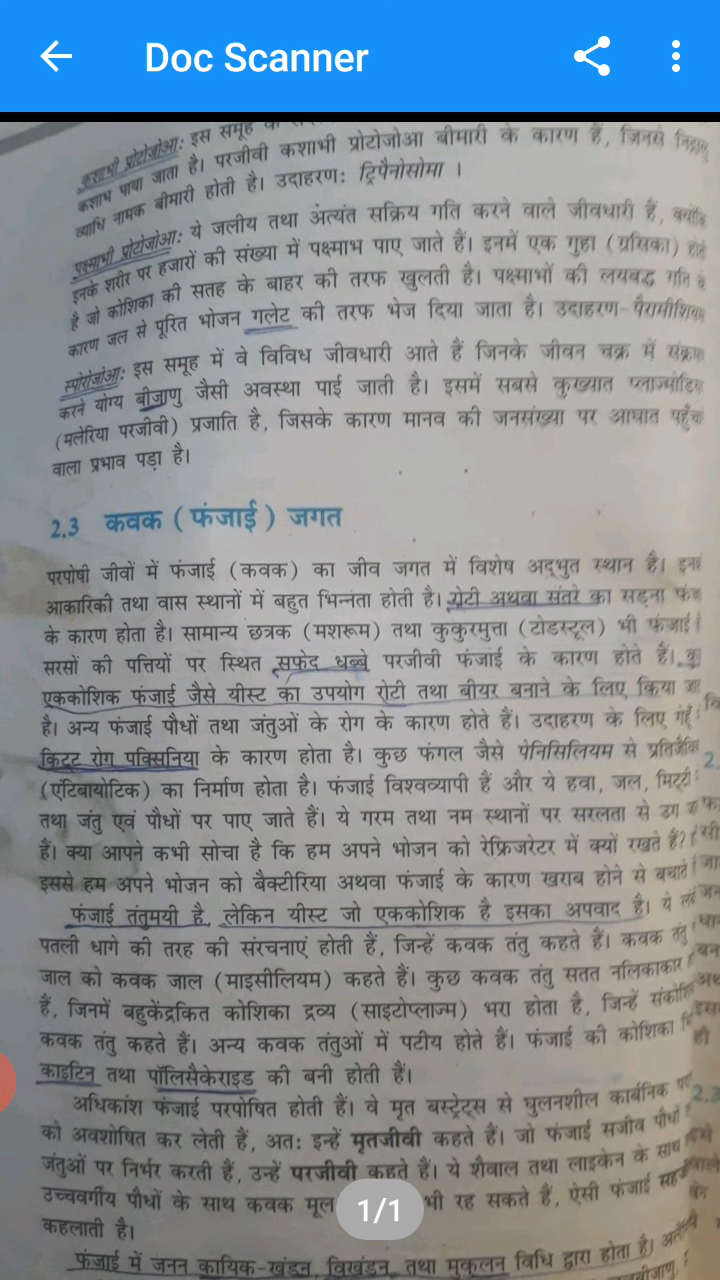 Doc Scanner
कशाभी प्रोटोजोआ: इस समूह के
कशाभ पाया जाता है। परजीवी कशाभी प्रोटोजोआ बीमारी के कारण हैं, जिनसे
व्याधि नामक बीमारी होती है। उदाहरण: ट्रिपैनोसोमा ।
पक्ष्माभी प्रोटोजोआ: ये जलीय तथा अत्यंत सक्रिय गति करने वाले जीवधारी हैं,
इनके शरीर पर हजारों की संख्या में पक्ष्माभ पाए जाते हैं। इनमें एक गुहा (ग्रसिका)
है जो कोशिका की सतह के बाहर की तरफ खुलती है। पक्ष्माभों की लयबद्ध गति
कारण जल से पूरित भोजन गलेट की तरफ भेज दिया जाता है। उदाहरण-पैरामीशियम
स्पोरोजोआ: इस समूह में वे विविध जीवधारी आते हैं जिनके जीवन चक्र में
करने योग्य बीजाणु जैसी अवस्था पाई जाती है। इसमें सबसे कुख्यात
(मलेरिया परजीवी) प्रजाति है, जिसके कारण मानव की जनसंख्या पर आघात
वाला प्रभाव पड़ा है।
2.3 कवक (फंजाई) जगत
परपोषी जीवों में फंजाई (कवक) का जीव जगत में विशेष अद्भुत स्थान है।
आकारिकी तथा वास स्थानों में बहुत भिन्नता होती है। रोटी अथवा संतरे का सड़ना
के कारण होता है। सामान्य छत्रक (मशरूम) तथा कुकुरमुत्ता (टोडस्टूल) भी फंजाई
सरसों की पत्तियों पर स्थित सफेद धब्बे परजीवी फंजाई के कारण होते हैं।
एककोशिक फंजाई जैसे यीस्ट का उपयोग रोटी तथा बीयर बनाने के लिए किया
है। अन्य फंजाई पौधों तथा जंतुओं के रोग के कारण होते हैं। उदाहरण के लिए
किट्ट रोग पक्सिनिया के कारण होता है। कुछ फंगल जैसे पेनिसिलियम से
(एंटिबायोटिक) का निर्माण होता है। फंजाई विश्वव्यापी हैं और ये हवा, जल, मिट्टी
तथा जंतु एवं पौधों पर पाए जाते हैं। ये गरम तथा नम स्थानों पर सरलता से उग
हैं। क्या आपने कभी सोचा है कि हम अपने भोजन को रेफ्रिजरेटर में क्यों रखते हैं?
इससे हम अपने भोजन को बैक्टीरिया अथवा फंजाई के कारण खराब होने से बचाते
फंजाई तंतुमयी है, लेकिन यीस्ट जो एककोशिक है इसका अपवाद है। ये
पतली धागे की तरह की संरचनाएं होती हैं, जिन्हें कवक तंतु कहते हैं। कवक तंतु
जाल को कवक जाल (माइसीलियम) कहते हैं। कुछ कवक तंतु सतत नलिकाकार
हैं, जिनमें बहुकेंद्रकित कोशिका द्रव्य (साइटोप्लाज्म) भरा होता है, जिन्हें
कवक तंतु कहते हैं। अन्य कवक तंतुओं में पटीय होते हैं। फंजाई की कोशिका
काइटिन तथा पॉलिसैकेराइड की बनी होती हैं।
अधिकांश फंजाई परपोषित होती हैं। वे मृत बस्ट्रेट्स से घुलनशील कार्बनिक
को अवशोषित कर लेती हैं, अत: इन्हें मृतजीवी कहते हैं। जो फंजाई सजीव पौधों
जंतुओं पर निर्भर करती हैं, उन्हें परजीवी कहते हैं। ये शैवाल तथा लाइकेन के साथ
उच्चवर्गीय पौधों के साथ कवक मूल भी रह सकते हैं, ऐसी फंजाई
कहलाती है।
1/1
फंजाई में जनन कायिक-खंडन, विखंडन, तथा मुकुलन विधि द्वारा होता है।